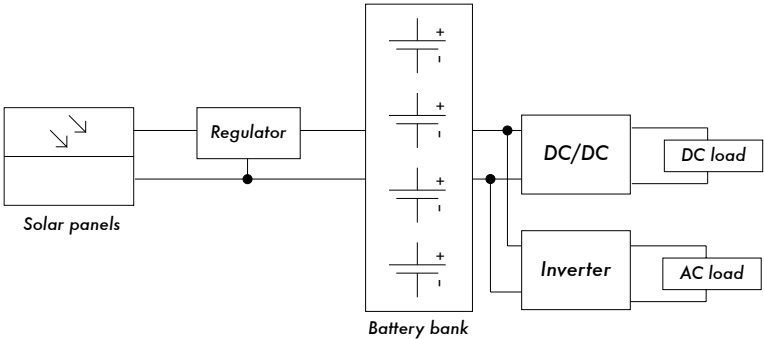 +
-
+
-
Regulator
DC/DC
DC load
+
-
Solar panels
+
-
Inverter
AC load
Battery bank